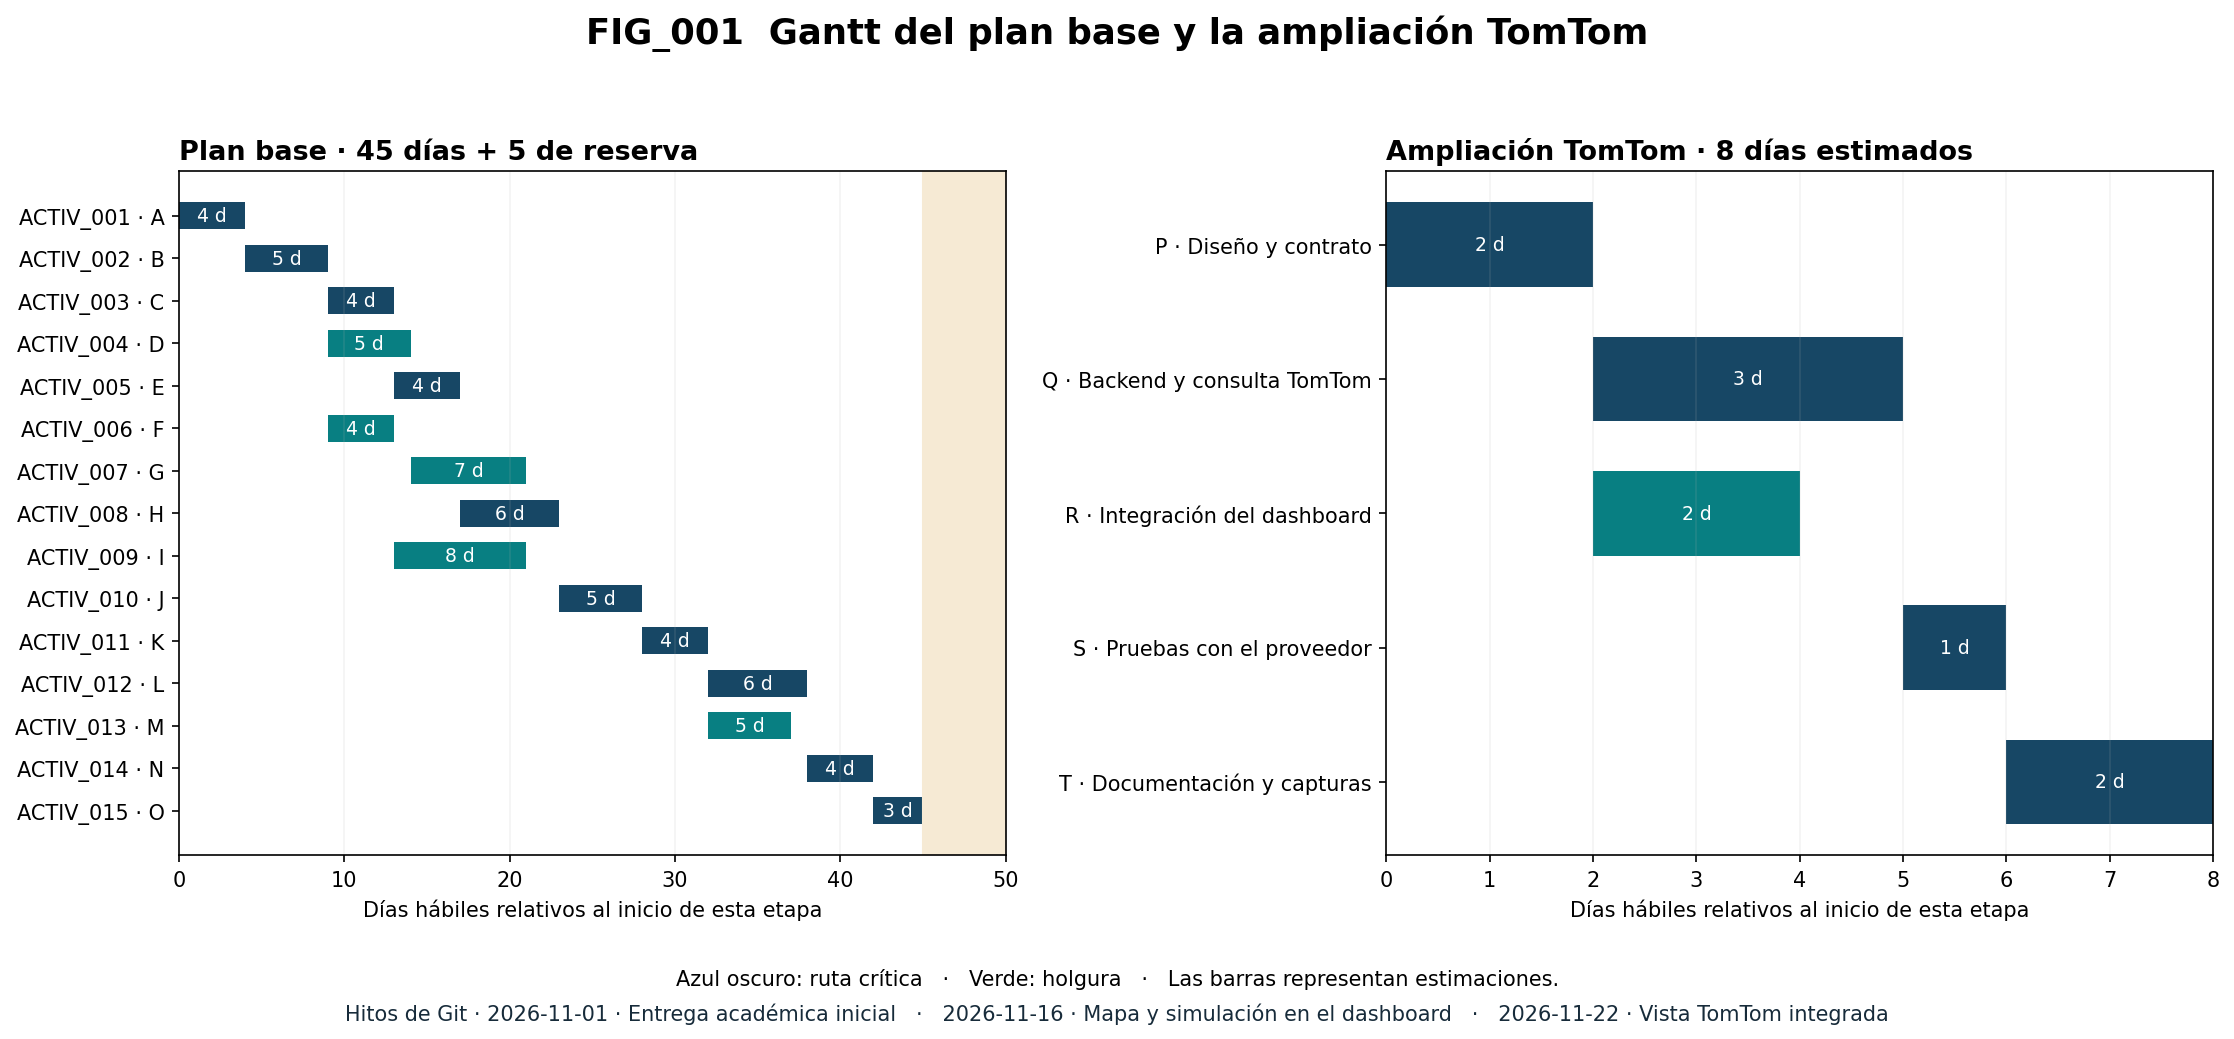 FIG_001  Gantt del plan base y la ampliación TomTom
Plan base · 45 días + 5 de reserva
ACTIV_001 · A
4 d
ACTIV_002 · B
5 d
ACTIV_003 · C
4 d
ACTIV_004 · D
5 d
ACTIV_005 · E
4 d
ACTIV_006 · F
4 d
ACTIV_007 · G
7 d
ACTIV_008 · H
6 d
ACTIV_009 · I
8 d
ACTIV_010 · J
5 d
ACTIV_011 · K
4 d
ACTIV_012 · L
6 d
ACTIV_013 · M
5 d
ACTIV_014 · N
4 d
ACTIV_015 · O
3 d
0 10 20 30 40 50
Días hábiles relativos al inicio de esta etapa
Ampliación TomTom · 8 días estimados
P · Diseño y contrato
2 d
Q · Backend y consulta TomTom
3 d
R · Integración del dashboard
2 d
S · Pruebas con el proveedor
1 d
T · Documentación y capturas
2 d
0 1 2 3 4 5 6 7 8
Días hábiles relativos al inicio de esta etapa
Azul oscuro: ruta crítica · Verde: holgura · Las barras representan estimaciones.
Hitos de Git · 2026-11-01 · Entrega académica inicial · 2026-11-16 · Mapa y simulación en el dashboard · 2026-11-22 · Vista TomTom integrada